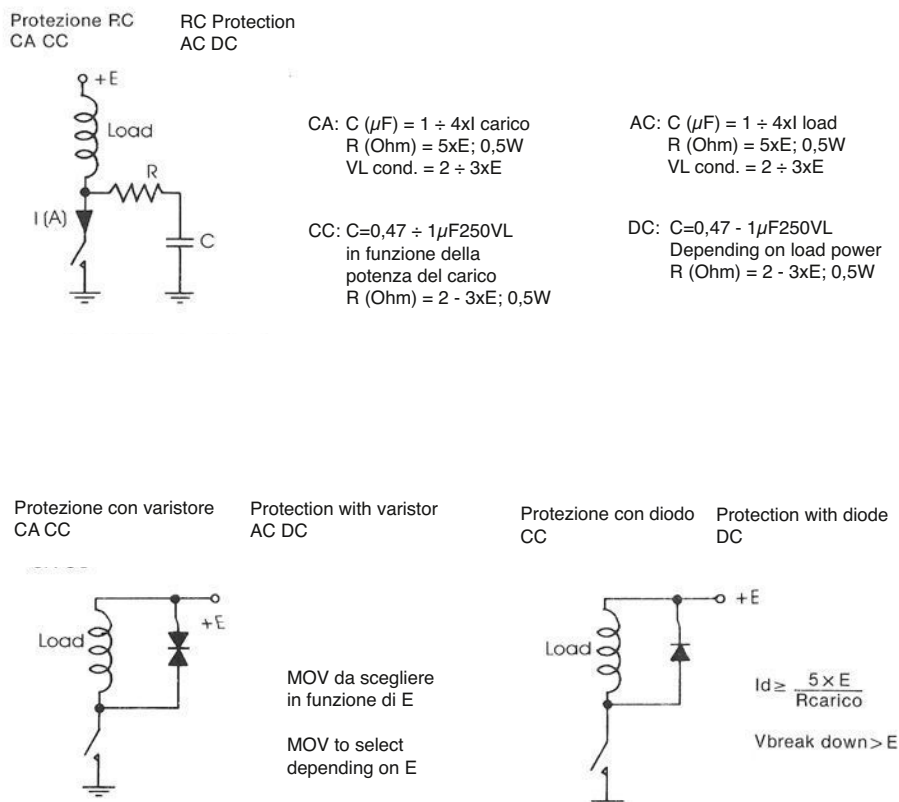 Protezione RC
CA CC
RC Protection
AC DC
+E
Load
R
I (A)
C
CA: C (µF) = 1 ÷ 4xI carico
R (Ohm) = 5xE; 0,5W
VL cond. = 2 ÷ 3xE
CC: C=0,47 ÷ 1µF250VL
in funzione della
potenza del carico
R (Ohm) = 2 - 3xE; 0,5W
AC: C (µF) = 1 ÷ 4xI load
R (Ohm) = 5xE; 0,5W
VL cond. = 2 ÷ 3xE
DC: C=0,47 - 1µF250VL
Depending on load power
R (Ohm) = 2 - 3xE; 0,5W
Protezione con varistore
CA CC
Protection with varistor
AC DC
+E
Load
MOV da scegliere
in funzione di E
MOV to select
depending on E
Protezione con diodo
CC
Protection with diode
DC
+E
Load
Id ≥ 5 × E
Rcarico
Vbreak down > E